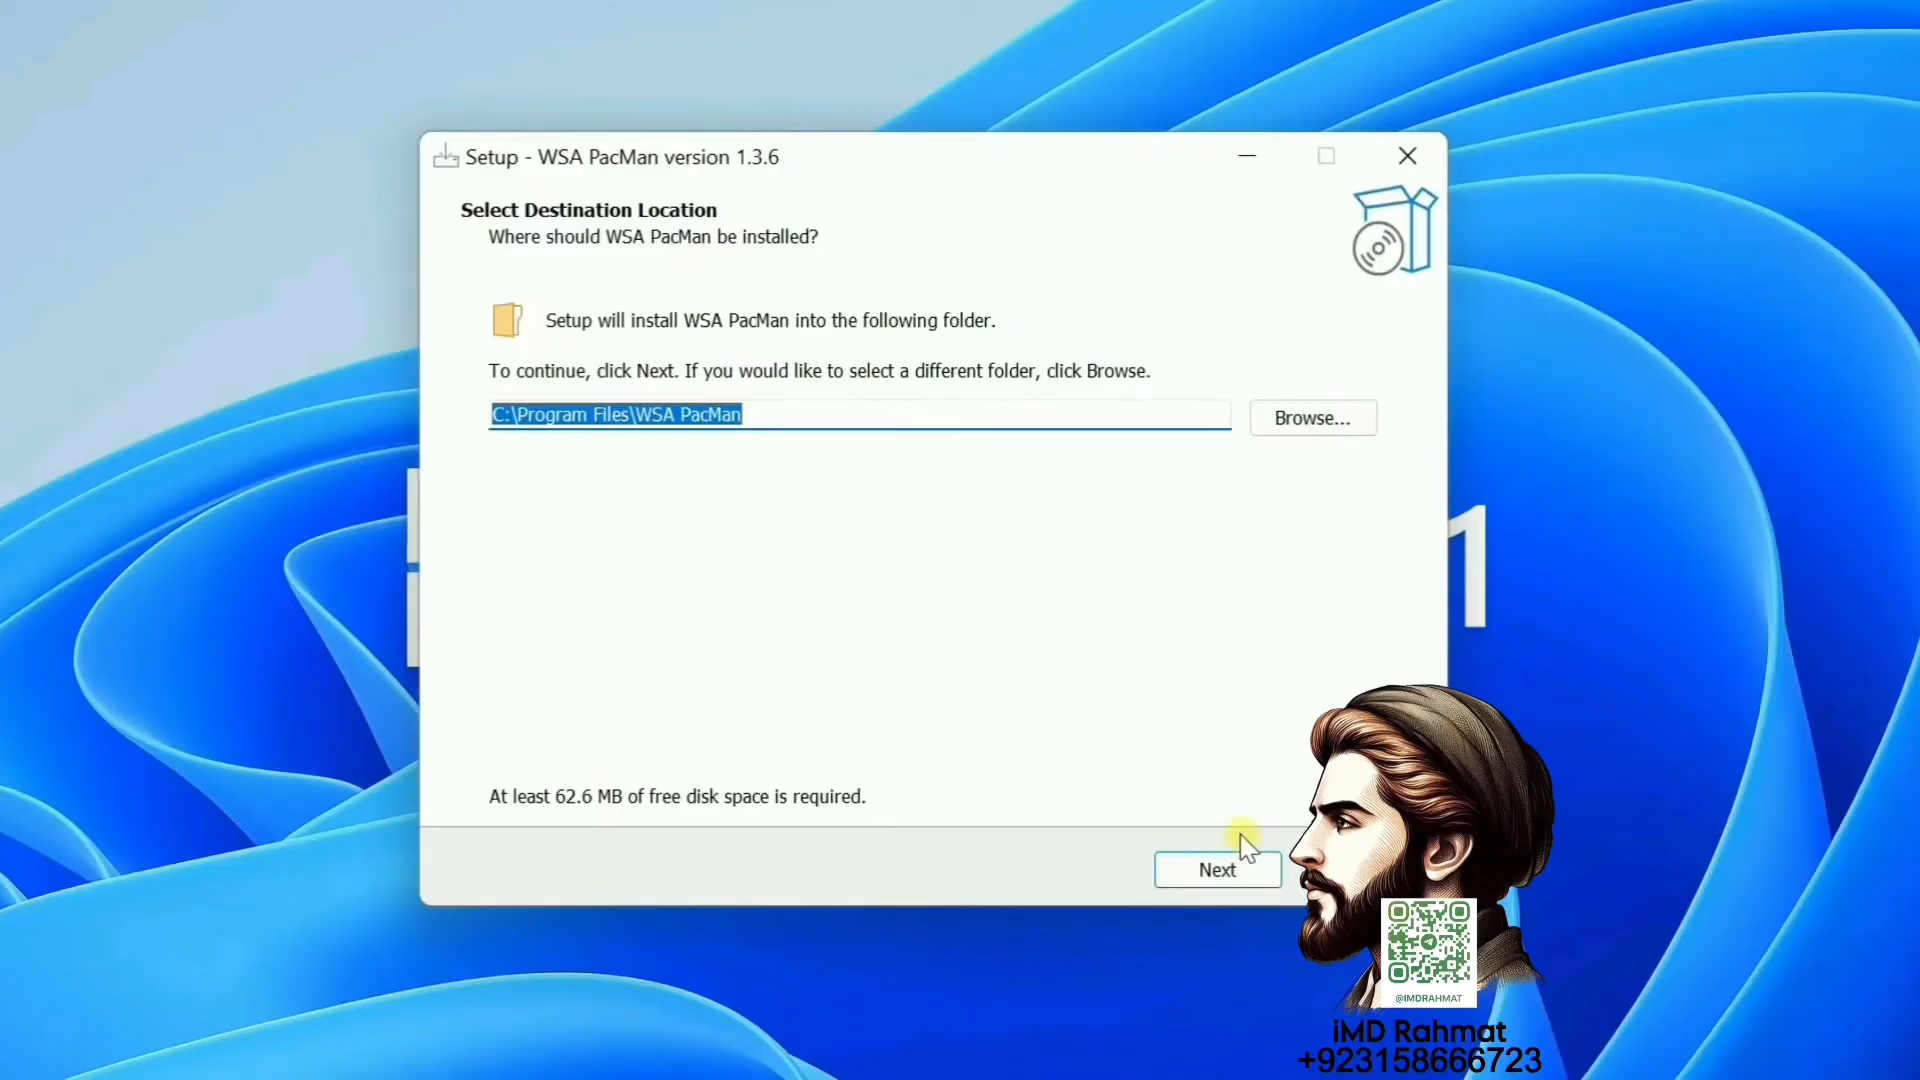 Setup - WSA PacMan version 1.3.6
Select Destination Location
Where should WSA PacMan be installed?
Setup will install WSA PacMan into the following folder.
To continue, click Next. If you would like to select a different folder, click Browse.
C:\Program Files\WSA PacMan
Browse...
1
At least 62.6 MB of free disk space is required.
Next
@IMDRAHMAT
iMD Rahmat
+923158666723